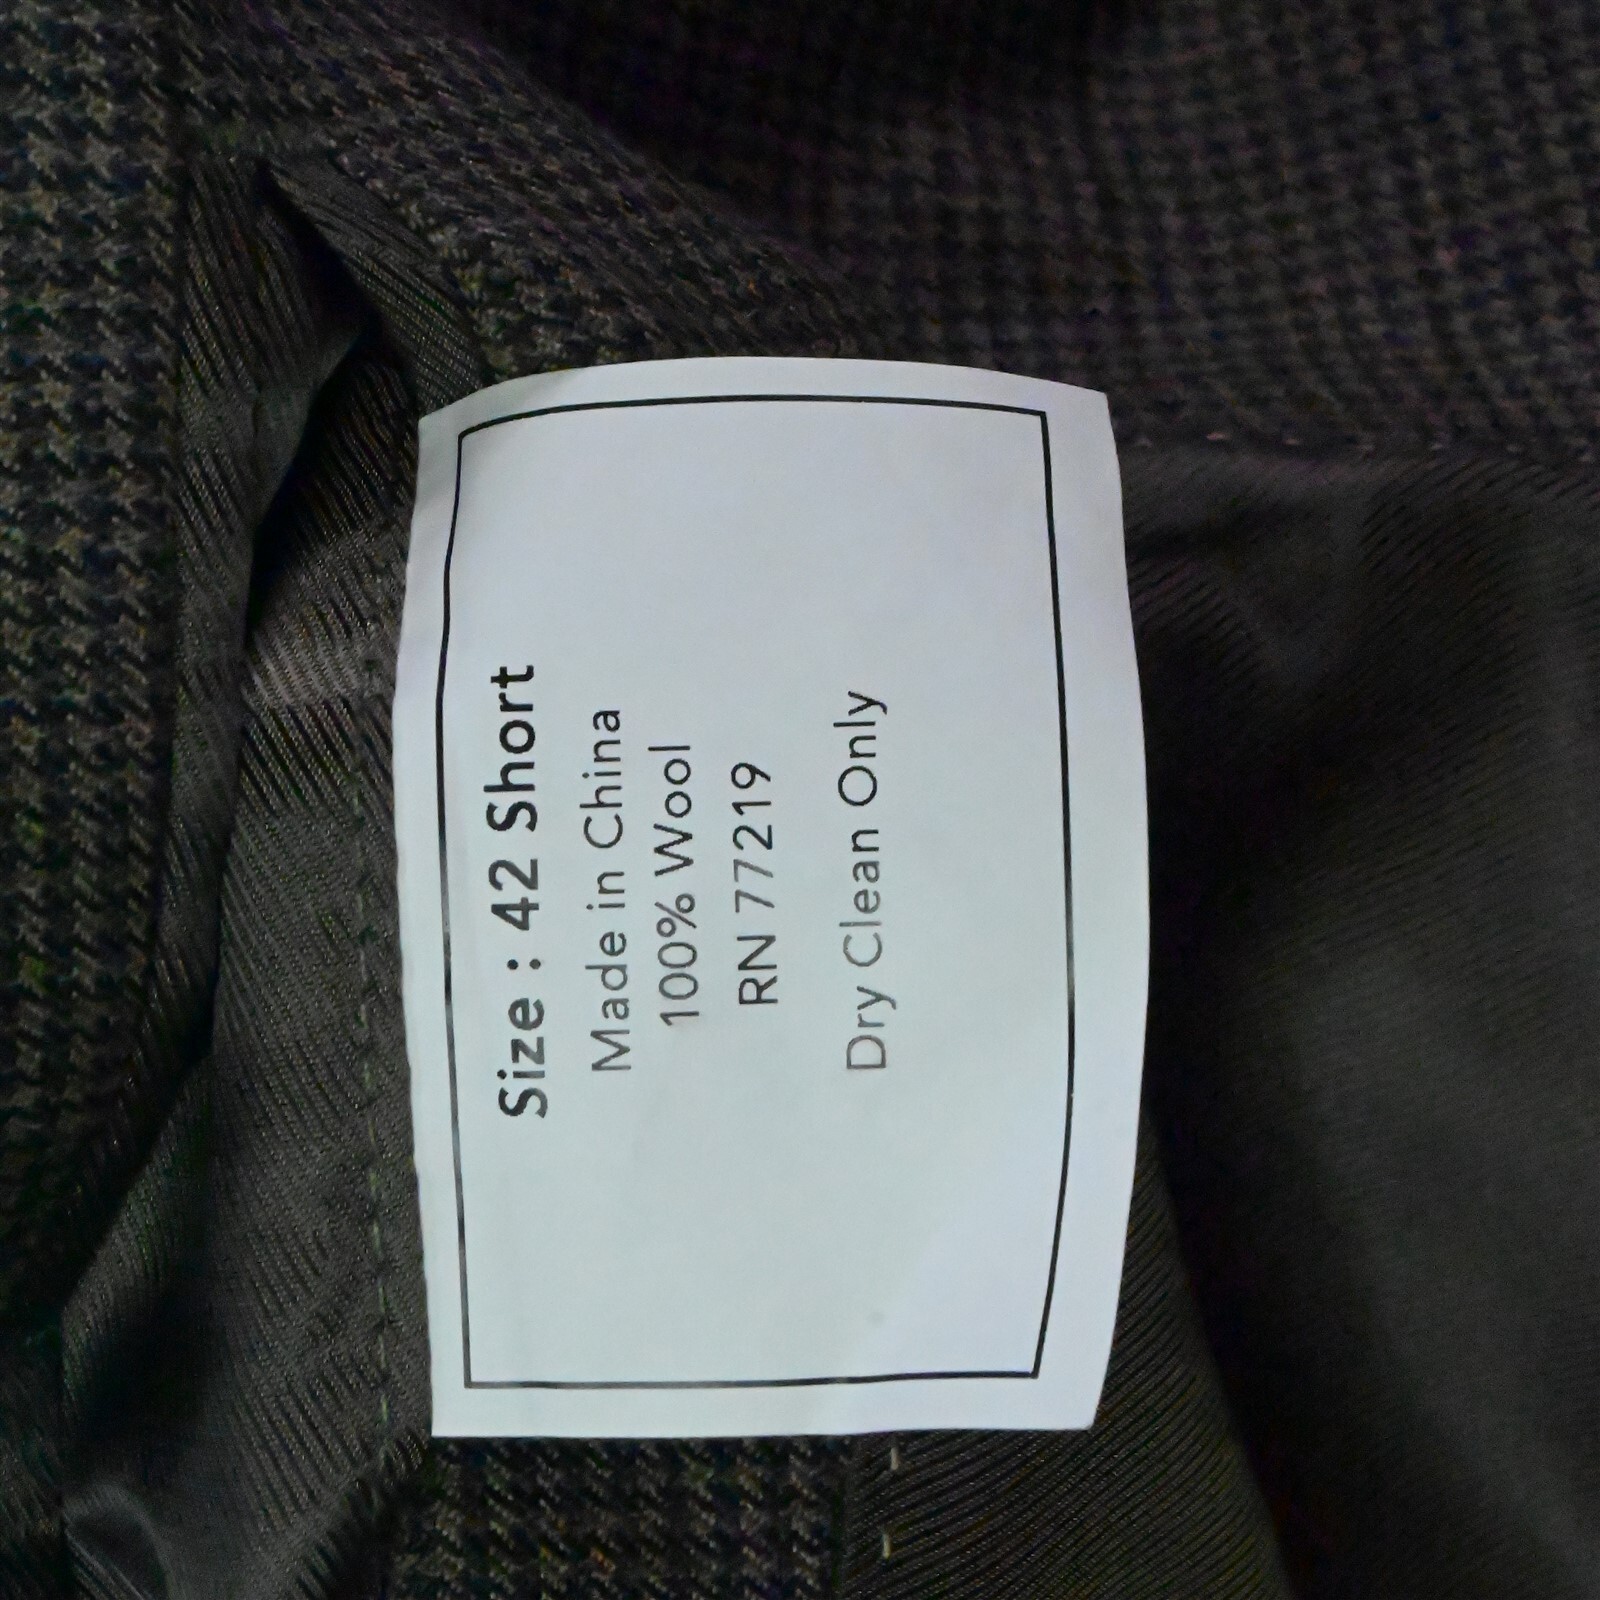 Size : 42 Short
Made in China
100% Wool
RN 77219
Dry Clean Only